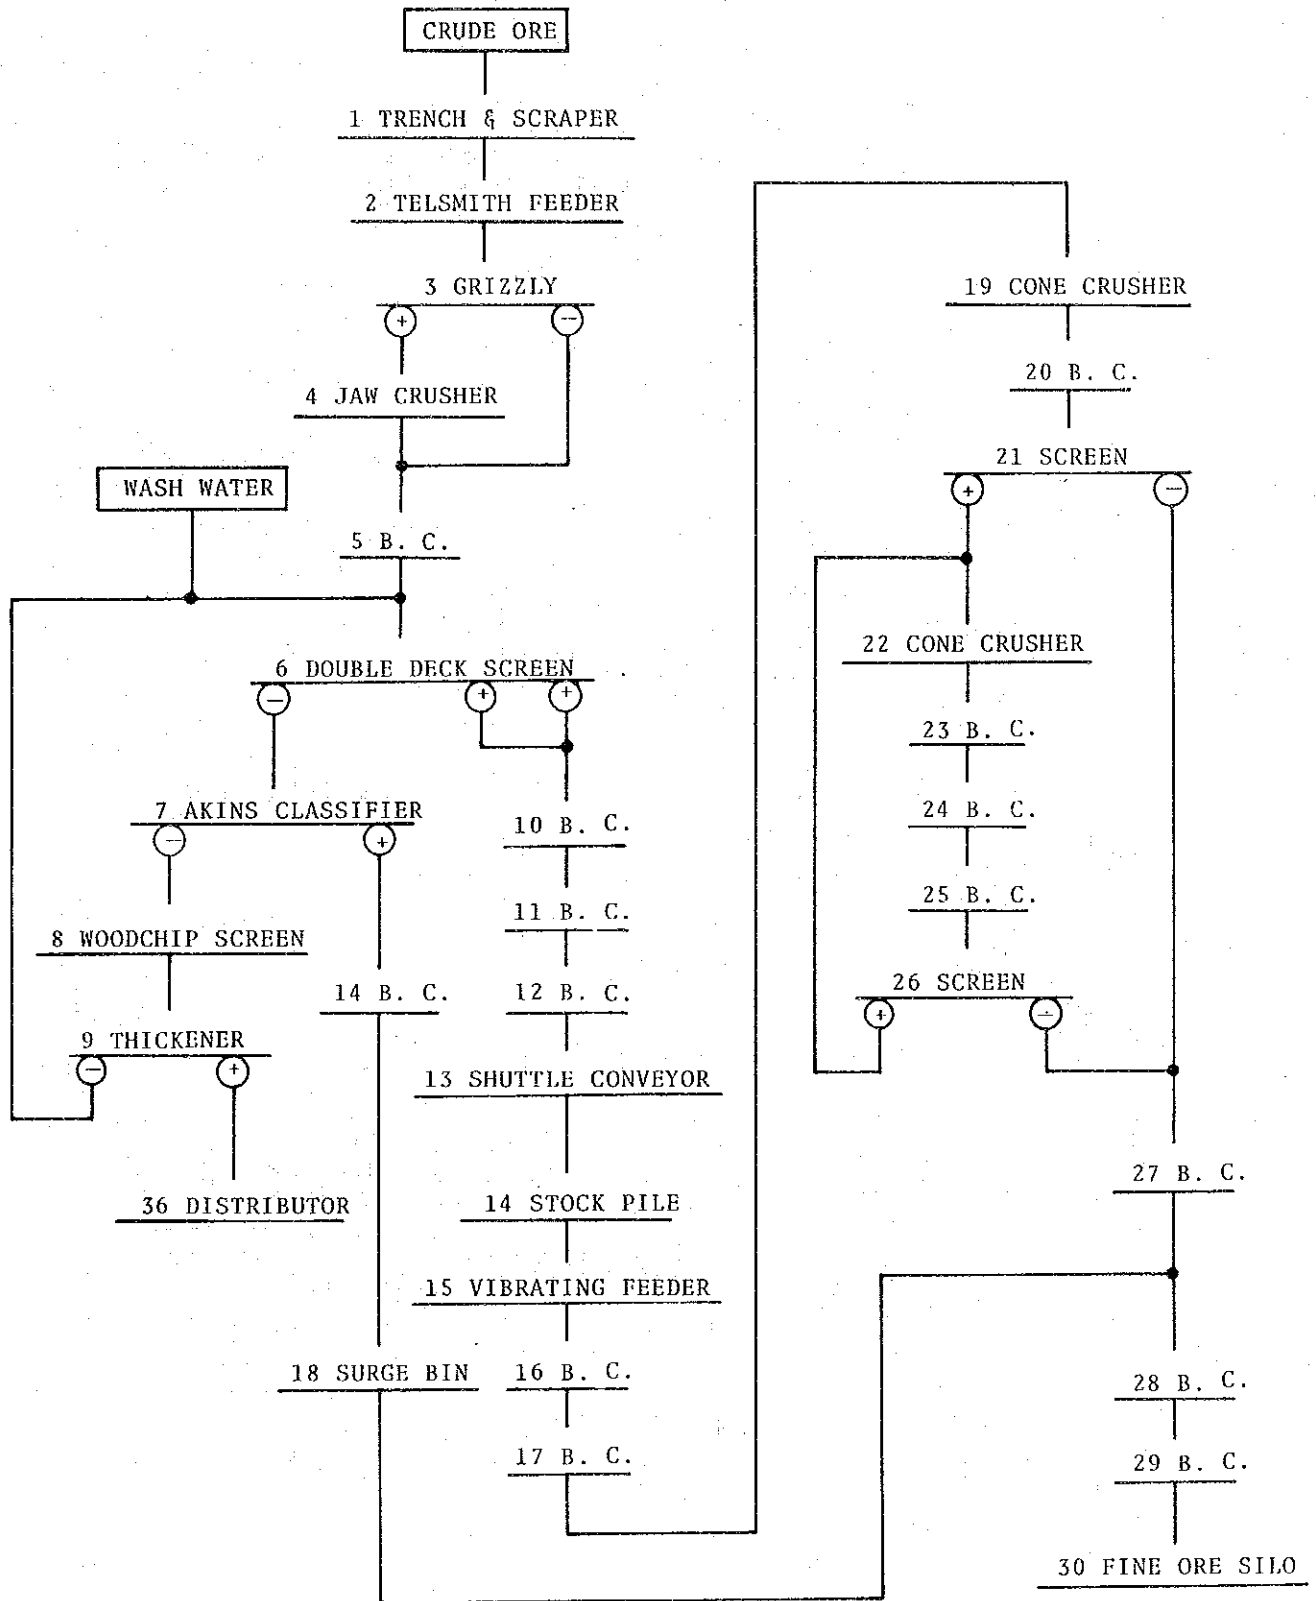 CRUDE ORE
1 TRENCH & SCRAPER
2 TELSMITH FEEDER
3 GRIZZLY
+
-
4 JAW CRUSHER
WASH WATER
5 B. C.
6 DOUBLE DECK SCREEN
-
+
+
7 AKINS CLASSIFIER
-
+
8 WOODCHIP SCREEN
9 THICKENER
-
+
36 DISTRIBUTOR
14 B. C.
18 SURGE BIN
10 B. C.
11 B. C.
12 B. C.
13 SHUTTLE CONVEYOR
14 STOCK PILE
15 VIBRATING FEEDER
16 B. C.
17 B. C.
19 CONE CRUSHER
20 B. C.
21 SCREEN
+
-
22 CONE CRUSHER
23 B. C.
24 B. C.
25 B. C.
26 SCREEN
+
-
27 B. C.
28 B. C.
29 B. C.
30 FINE ORE SILO